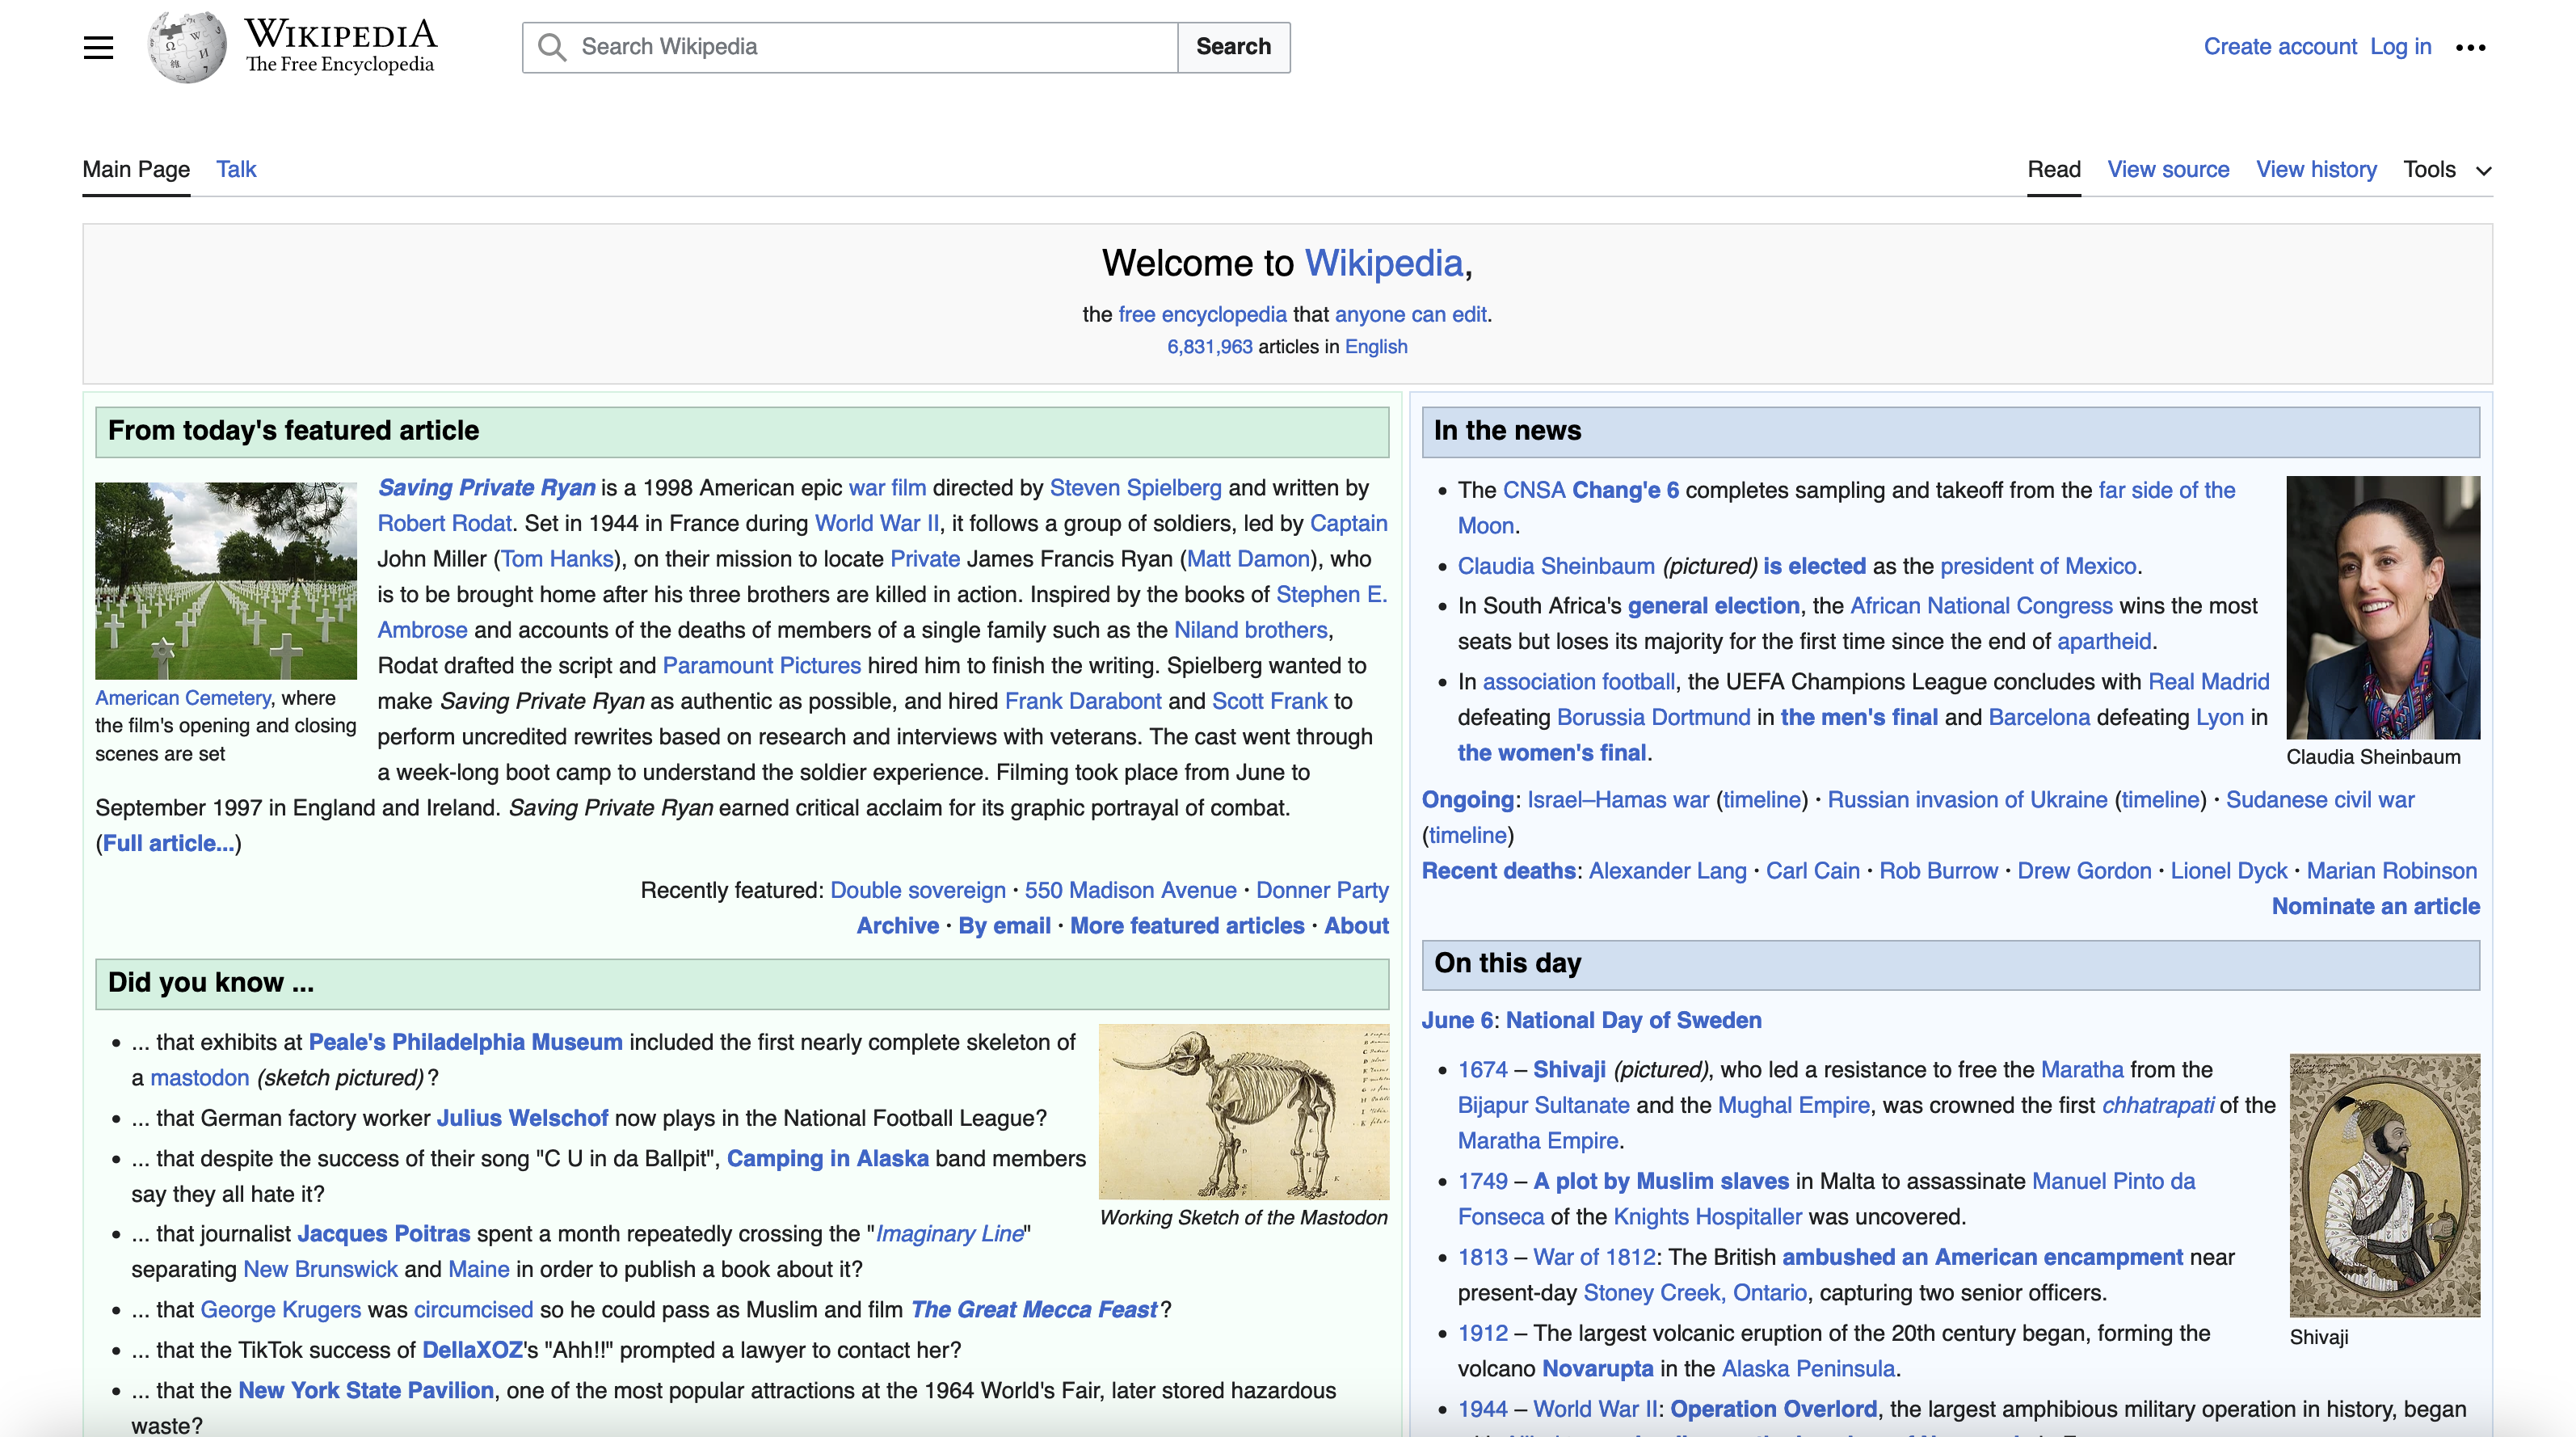 WIKIPEDIA
The Free Encyclopedia
Search Wikipedia
Search
Create account Log in
Main Page Talk
Read View source View history Tools
Welcome to Wikipedia,
the free encyclopedia that anyone can edit.
6,831,963 articles in English
From today's featured article
American Cemetery, where
the film's opening and closing
scenes are set
Saving Private Ryan is a 1998 American epic war film directed by Steven Spielberg and written by
Robert Rodat. Set in 1944 in France during World War II, it follows a group of soldiers, led by Captain
John Miller (Tom Hanks), on their mission to locate Private James Francis Ryan (Matt Damon), who
is to be brought home after his three brothers are killed in action. Inspired by the books of Stephen E.
Ambrose and accounts of the deaths of members of a single family such as the Niland brothers,
Rodat drafted the script and Paramount Pictures hired him to finish the writing. Spielberg wanted to
make Saving Private Ryan as authentic as possible, and hired Frank Darabont and Scott Frank to
perform uncredited rewrites based on research and interviews with veterans. The cast went through
a week-long boot camp to understand the soldier experience. Filming took place from June to
September 1997 in England and Ireland. Saving Private Ryan earned critical acclaim for its graphic portrayal of combat.
(Full article...)
Recently featured: Double sovereign · 550 Madison Avenue · Donner Party
Archive · By email · More featured articles · About
Did you know ...
• ... that exhibits at Peale's Philadelphia Museum included the first nearly complete skeleton of
a mastodon (sketch pictured)?
• ... that German factory worker Julius Welschof now plays in the National Football League?
• ... that despite the success of their song "C U in da Ballpit", Camping in Alaska band members
say they all hate it?
• ... that journalist Jacques Poitras spent a month repeatedly crossing the "Imaginary Line"
separating New Brunswick and Maine in order to publish a book about it?
• ... that George Krugers was circumcised so he could pass as Muslim and film The Great Mecca Feast?
• ... that the TikTok success of DellaXOZ's "Ahh!!" prompted a lawyer to contact her?
• ... that the New York State Pavilion, one of the most popular attractions at the 1964 World's Fair, later stored hazardous
waste?
Working Sketch of the Mastodon
In the news
• The CNSA Chang'e 6 completes sampling and takeoff from the far side of the
Moon.
• Claudia Sheinbaum (pictured) is elected as the president of Mexico.
• In South Africa's general election, the African National Congress wins the most
seats but loses its majority for the first time since the end of apartheid.
• In association football, the UEFA Champions League concludes with Real Madrid
defeating Borussia Dortmund in the men's final and Barcelona defeating Lyon in
the women's final.
Claudia Sheinbaum
Ongoing: Israel–Hamas war (timeline) · Russian invasion of Ukraine (timeline) · Sudanese civil war
(timeline)
Recent deaths: Alexander Lang · Carl Cain · Rob Burrow · Drew Gordon · Lionel Dyck · Marian Robinson
Nominate an article
On this day
June 6: National Day of Sweden
• 1674 – Shivaji (pictured), who led a resistance to free the Maratha from the
Bijapur Sultanate and the Mughal Empire, was crowned the first chhatrapati of the
Maratha Empire.
• 1749 – A plot by Muslim slaves in Malta to assassinate Manuel Pinto da
Fonseca of the Knights Hospitaller was uncovered.
• 1813 – War of 1812: The British ambushed an American encampment near
present-day Stoney Creek, Ontario, capturing two senior officers.
• 1912 – The largest volcanic eruption of the 20th century began, forming the
volcano Novarupta in the Alaska Peninsula.
• 1944 – World War II: Operation Overlord, the largest amphibious military operation in history, began
Shivaji